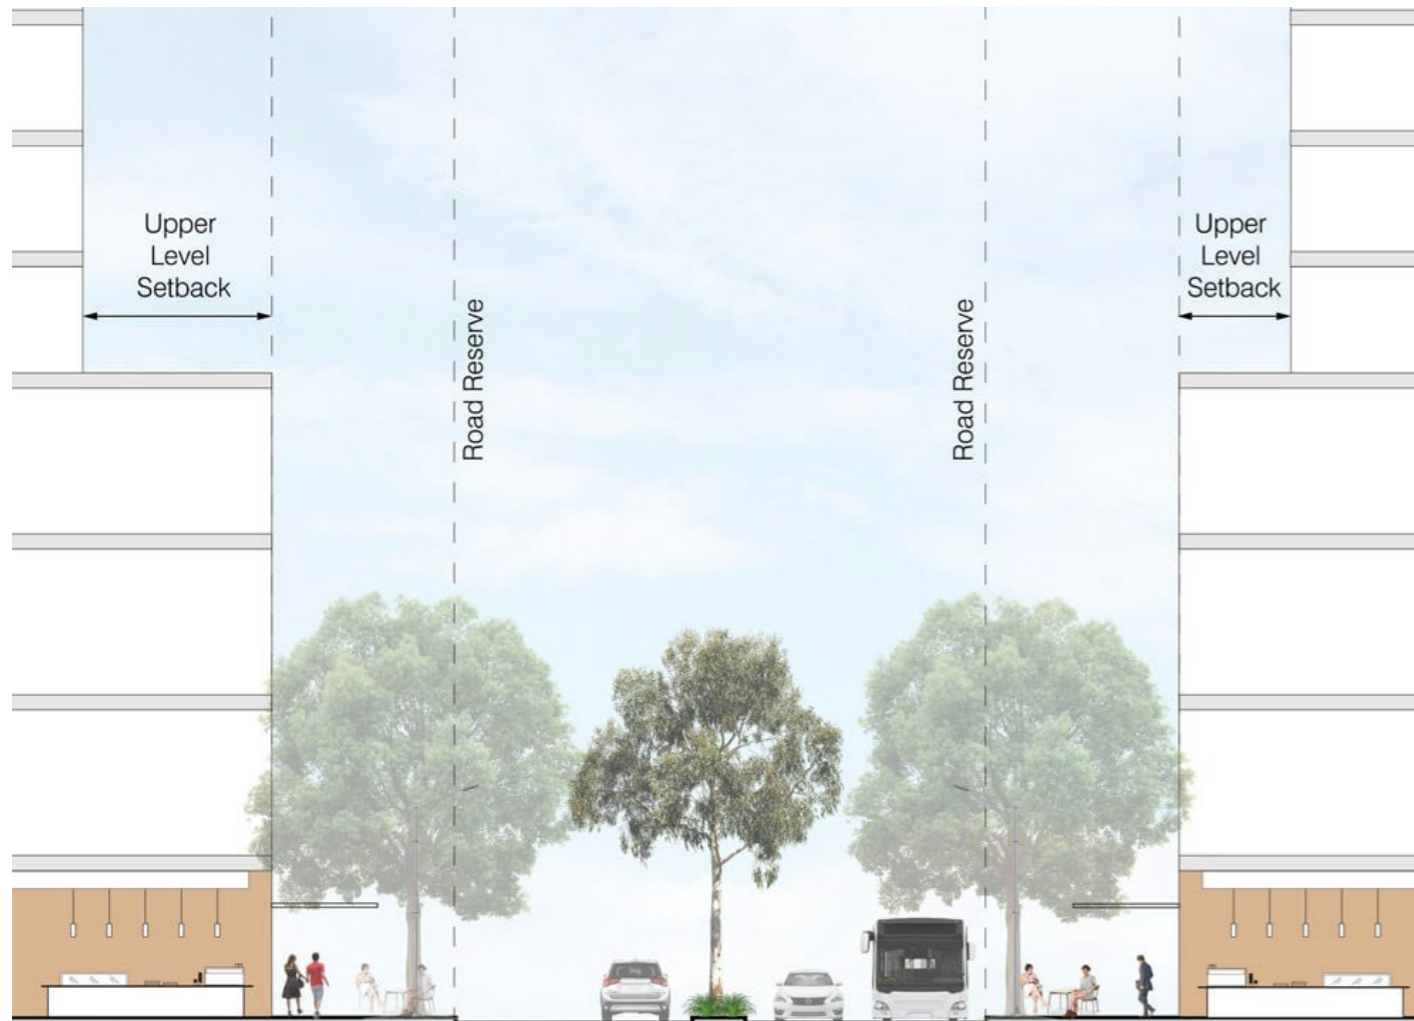 Upper
Level
Setback
Road Reserve
Road Reserve
Upper
Level
Setback